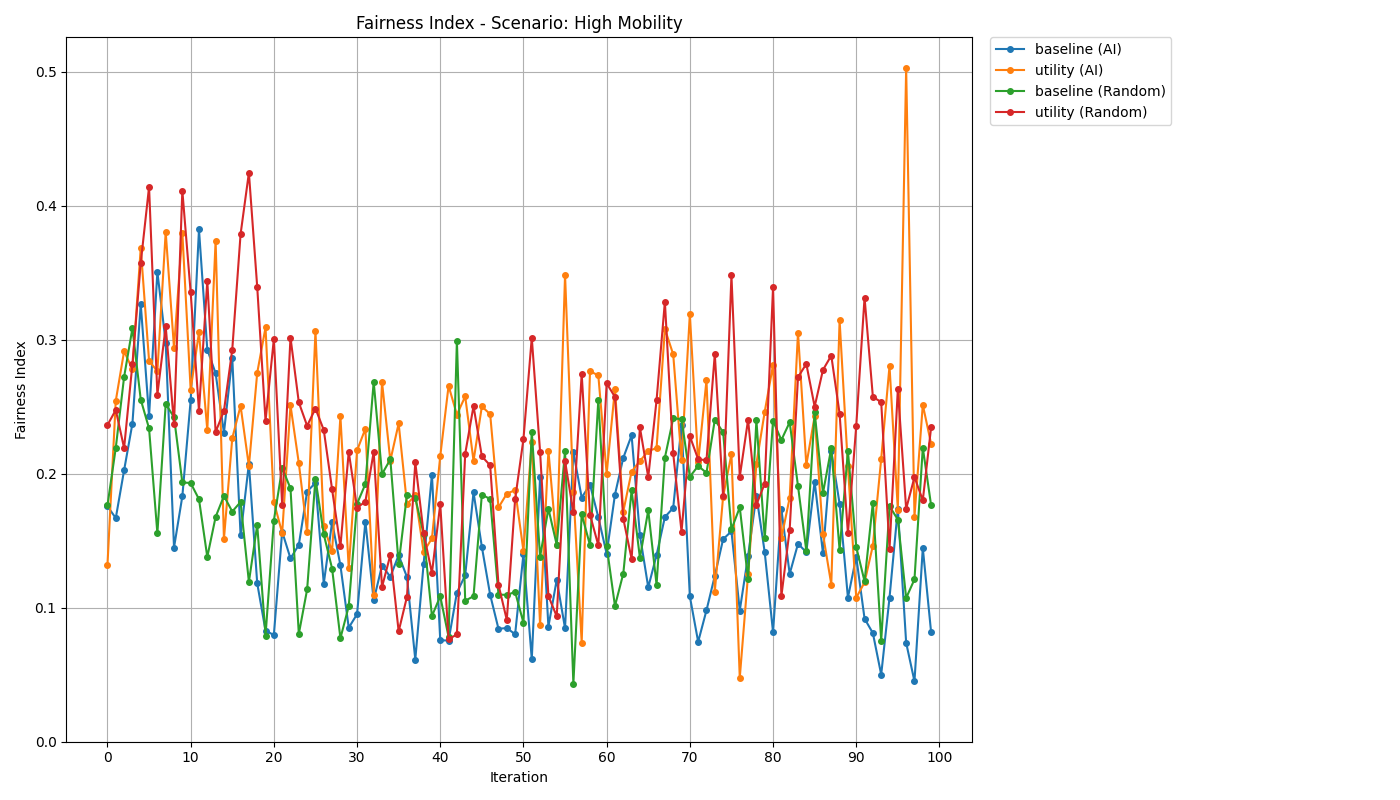 Fairness Index - Scenario: High Mobility
baseline (AI)
utility (AI)
baseline (Random)
utility (Random)
Fairness Index
0.5
0.4
0.3
0.2
0.1
0.0
0 10 20 30 40 50 60 70 80 90 100
Iteration